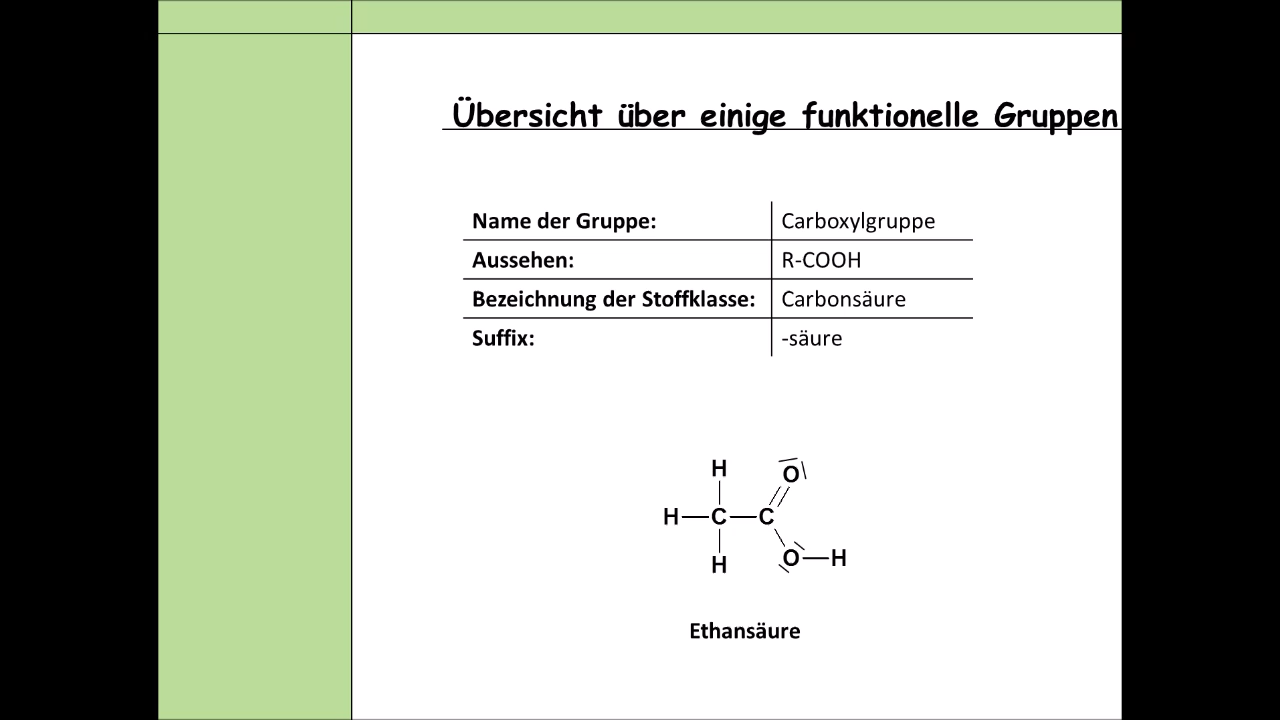 Übersicht über einige funktionelle Gruppen
Name der Gruppe: Carboxylgruppe
Aussehen: R-COOH
Bezeichnung der Stoffklasse: Carbonsäure
Suffix: -säure
H O
H C C
H O H
Ethansäure